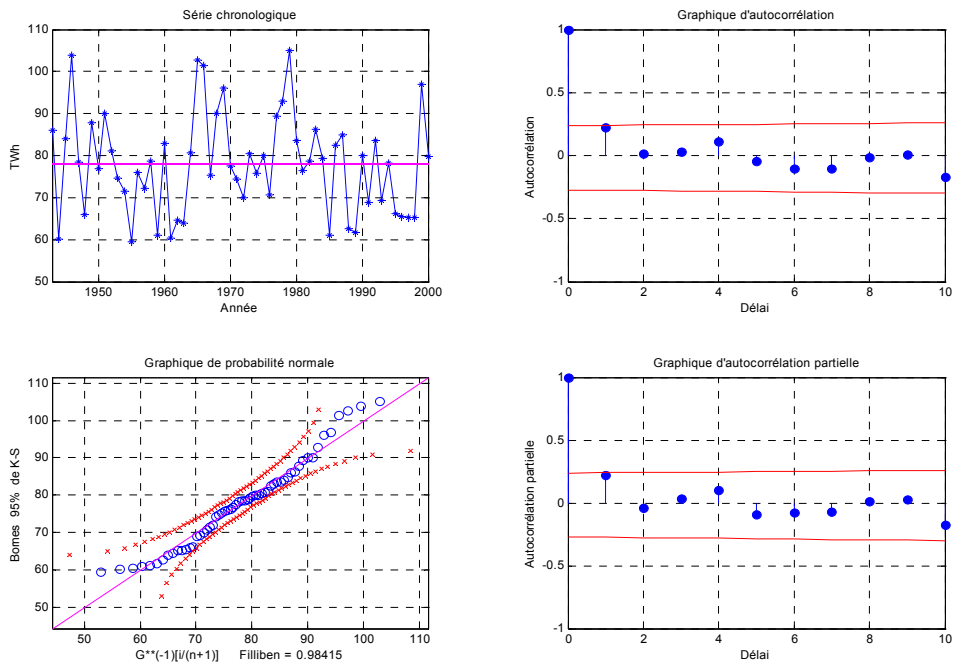 Série chronologique
110
100
90
80
70
60
50
TWh
1950 1960 1970 1980 1990 2000
Année
Graphique d'autocorrélation
1
0.5
0
-0.5
-1
Autocorrélation
0 2 4 6 8 10
Délai
Graphique de probabilité normale
110
100
90
80
70
60
50
Bornes 95% de K-S
50 60 70 80 90 100 110
G**(-1)[i/(n+1)] Filliben = 0.98415
Graphique d'autocorrélation partielle
1
0.5
0
-0.5
-1
Autocorrélation partielle
0 2 4 6 8 10
Délai